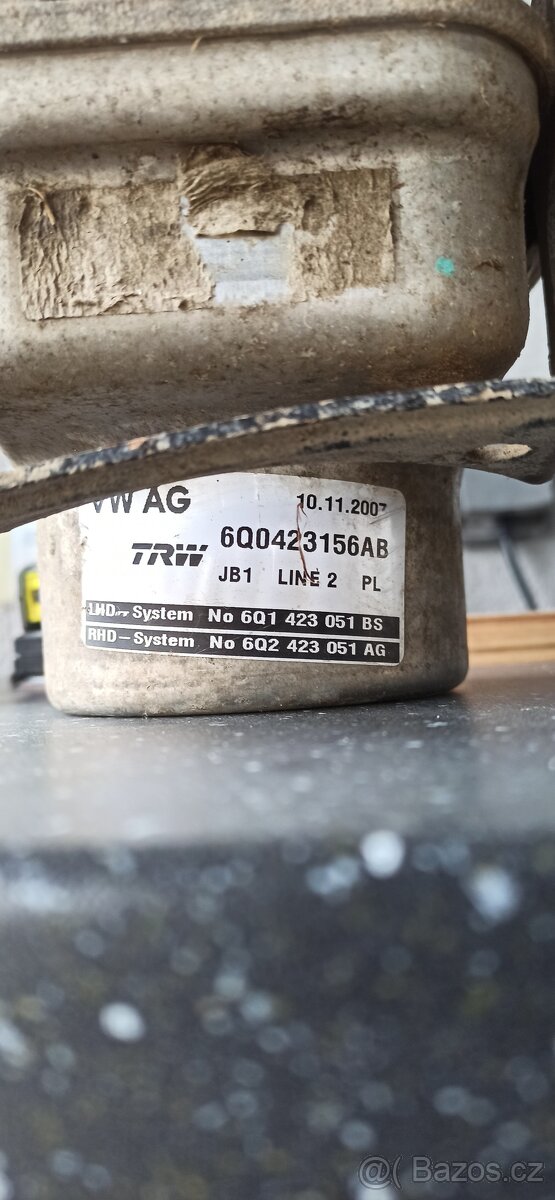 VW AG 10.11.2007
TRW 6Q0423156AB
JB1 LINE 2 PL
LHD - System No 6Q1 423 051 BS
RHD - System No 6Q2 423 051 AG
@( Bazos.cz